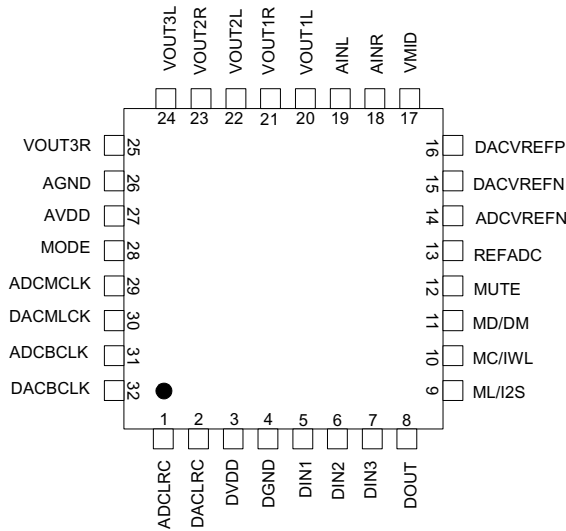 VOUT3L
VOUT2R
VOUT2L
VOUT1R
VOUT1L
AINL
AINR
VMID
24 23 22 21 20 19 18 17
VOUT3R 25 16 DACVREFP
AGND 26 15 DACVREFN
AVDD 27 14 ADCVREFN
MODE 28 13 REFADC
ADCMCLK 29 12 MUTE
DACMLCK 30 11 MD/DM
ADCBCLK 31 10 MC/IWL
DACBCLK 32 9 ML/I2S
1 2 3 4 5 6 7 8
ADCLRC
DACLRC
DVDD
DGND
DIN1
DIN2
DIN3
DOUT